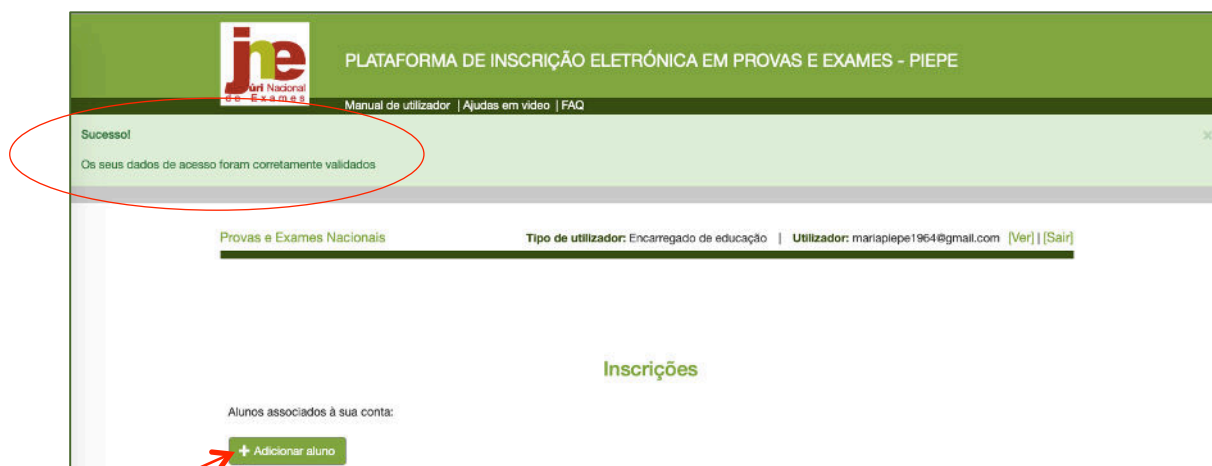 jne
Júri Nacional
de Exames
PLATAFORMA DE INSCRIÇÃO ELETRÓNICA EM PROVAS E EXAMES - PIEPE
Manual de utilizador | Ajudas em video | FAQ
Sucesso!
×
Os seus dados de acesso foram corretamente validados
Provas e Exames Nacionais Tipo de utilizador: Encarregado de educação | Utilizador: mariapiepe1964@gmail.com [Ver] | [Sair]
Inscrições
Alunos associados à sua conta:
+ Adicionar aluno